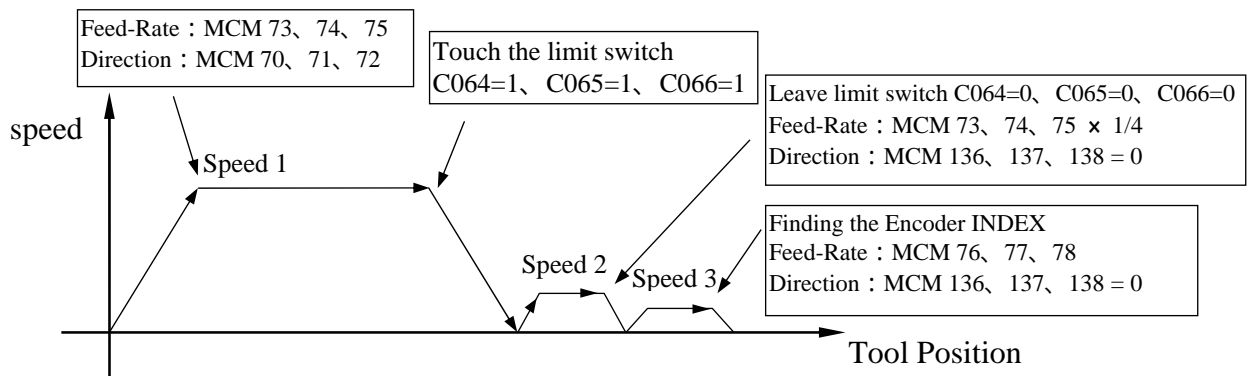 Feed-Rate：MCM 73、74、75
Direction：MCM 70、71、72
Touch the limit switch
C064=1、C065=1、C066=1
Leave limit switch C064=0、C065=0、C066=0
Feed-Rate：MCM 73、74、75 × 1/4
Direction：MCM 136、137、138 = 0
speed
Speed 1
Finding the Encoder INDEX
Feed-Rate：MCM 76、77、78
Direction：MCM 136、137、138 = 0
Speed 2
Speed 3
Tool Position